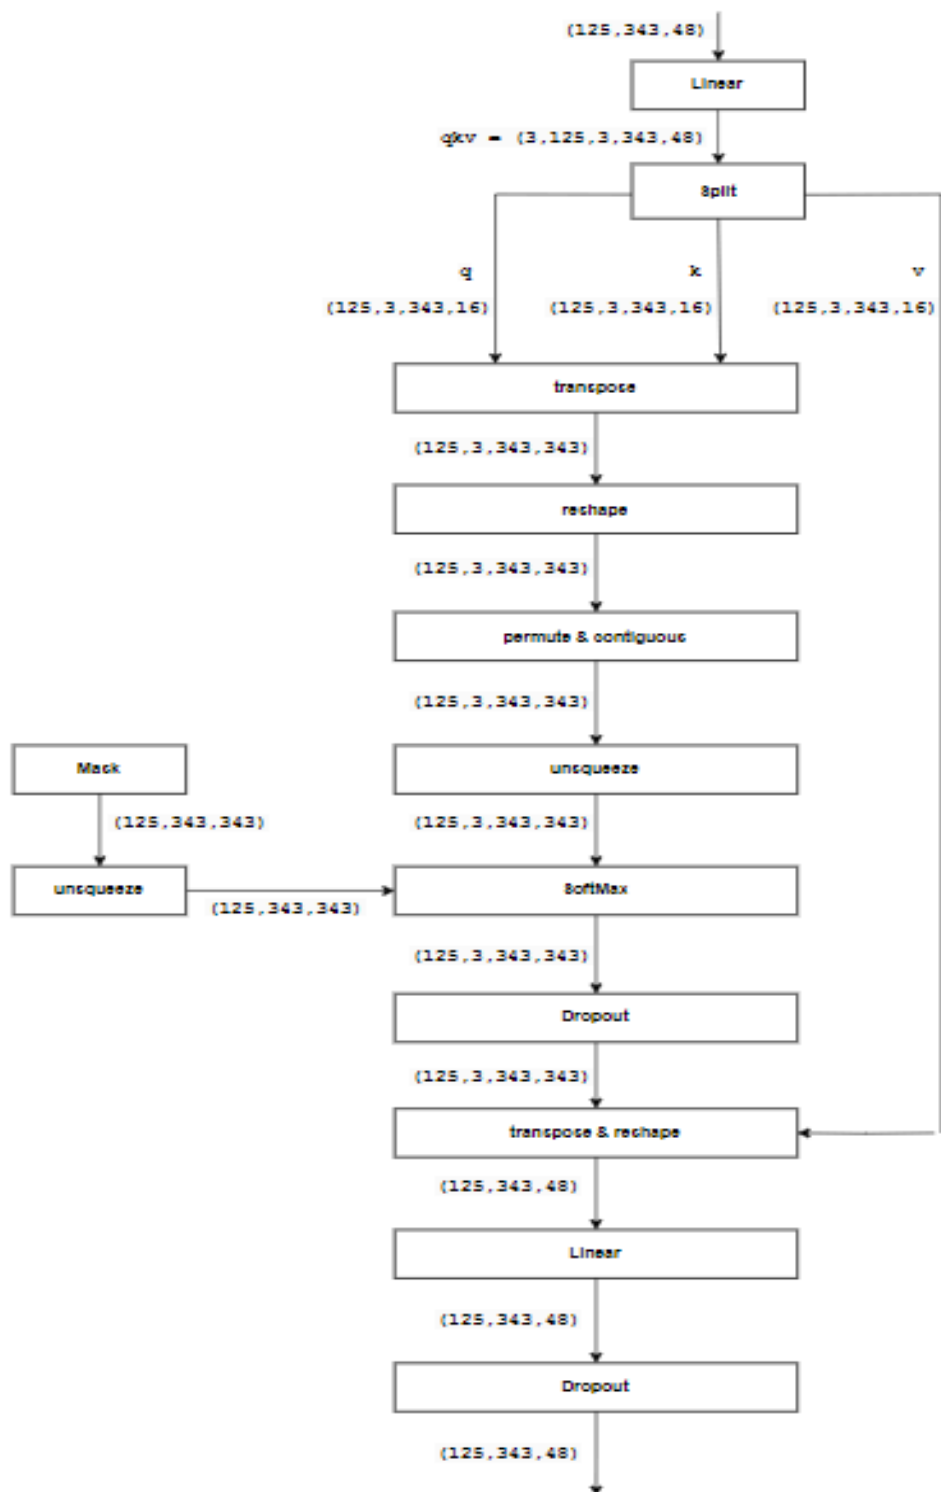 (125,343,48)
Linear
qkv = (3,125,3,343,48)
Split
q
k
v
(125,3,343,16)
(125,3,343,16)
(125,3,343,16)
transpose
(125,3,343,343)
reshape
(125,3,343,343)
permute & contiguous
(125,3,343,343)
Mask
unsqueeze
(125,343,343)
(125,3,343,343)
unsqueeze
SoftMax
(125,343,343)
(125,3,343,343)
Dropout
(125,3,343,343)
transpose & reshape
(125,343,48)
Linear
(125,343,48)
Dropout
(125,343,48)